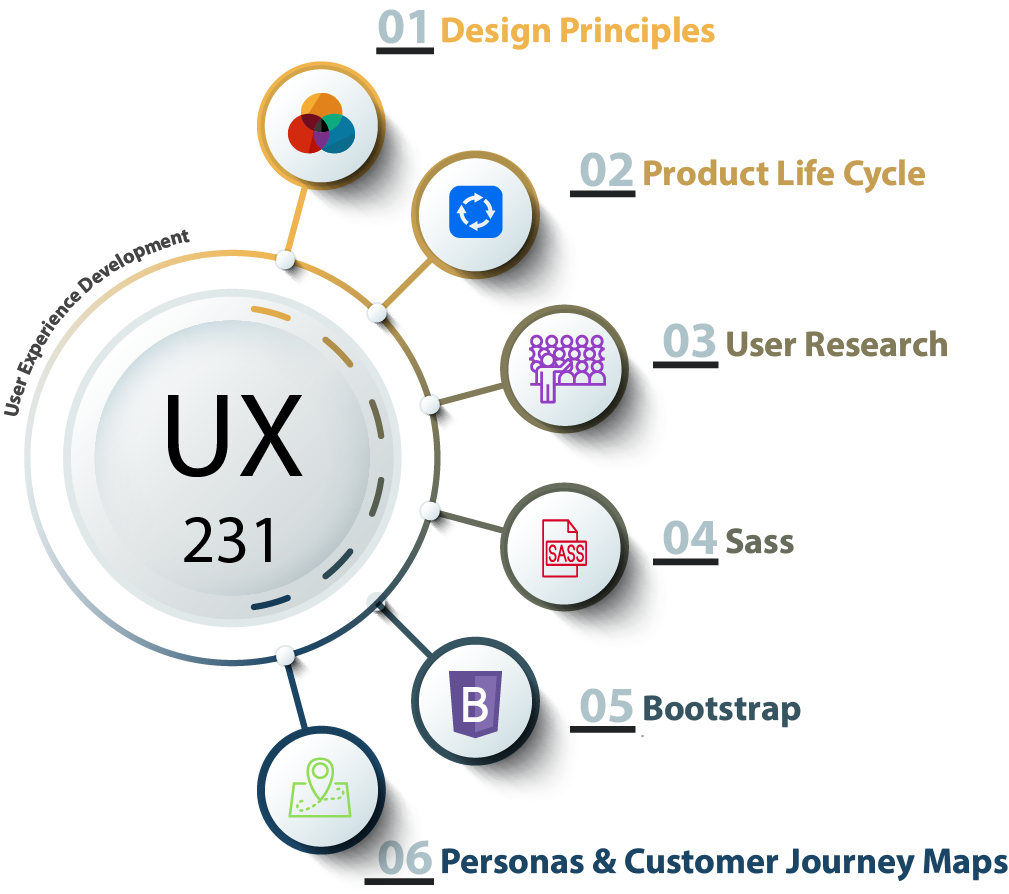 01 Design Principles
02 Product Life Cycle
User Experience Development
03 User Research
UX
231
04 Sass
SASS
05 Bootstrap
B
06 Personas & Customer Journey Maps